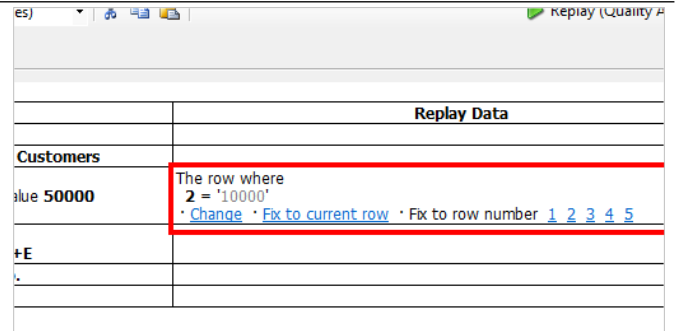 es) Replay (Quality A
Replay Data
Customers
alue 50000
The row where
2 = '10000'
· Change · Fix to current row · Fix to row number 1 2 3 4 5
+E
.